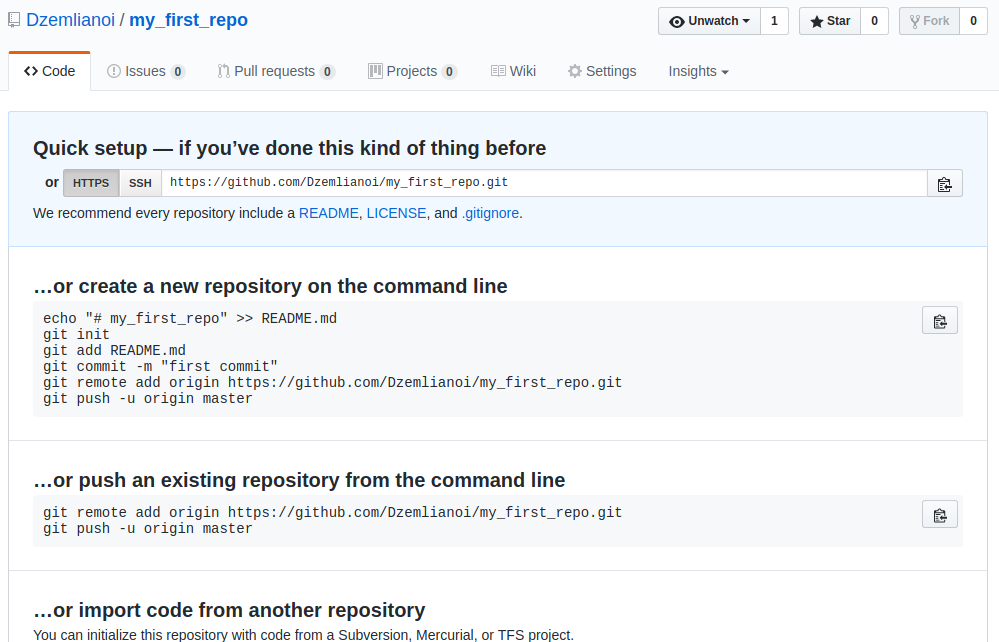 Dzemlianoi / my_first_repo
Unwatch 1 Star 0 Fork 0
Code Issues 0 Pull requests 0 Projects 0 Wiki Settings Insights
Quick setup — if you’ve done this kind of thing before
or HTTPS SSH https://github.com/Dzemlianoi/my_first_repo.git
We recommend every repository include a README, LICENSE, and .gitignore.
…or create a new repository on the command line
echo "# my_first_repo" >> README.md
git init
git add README.md
git commit -m "first commit"
git remote add origin https://github.com/Dzemlianoi/my_first_repo.git
git push -u origin master
…or push an existing repository from the command line
git remote add origin https://github.com/Dzemlianoi/my_first_repo.git
git push -u origin master
…or import code from another repository
You can initialize this repository with code from a Subversion, Mercurial, or TFS project.